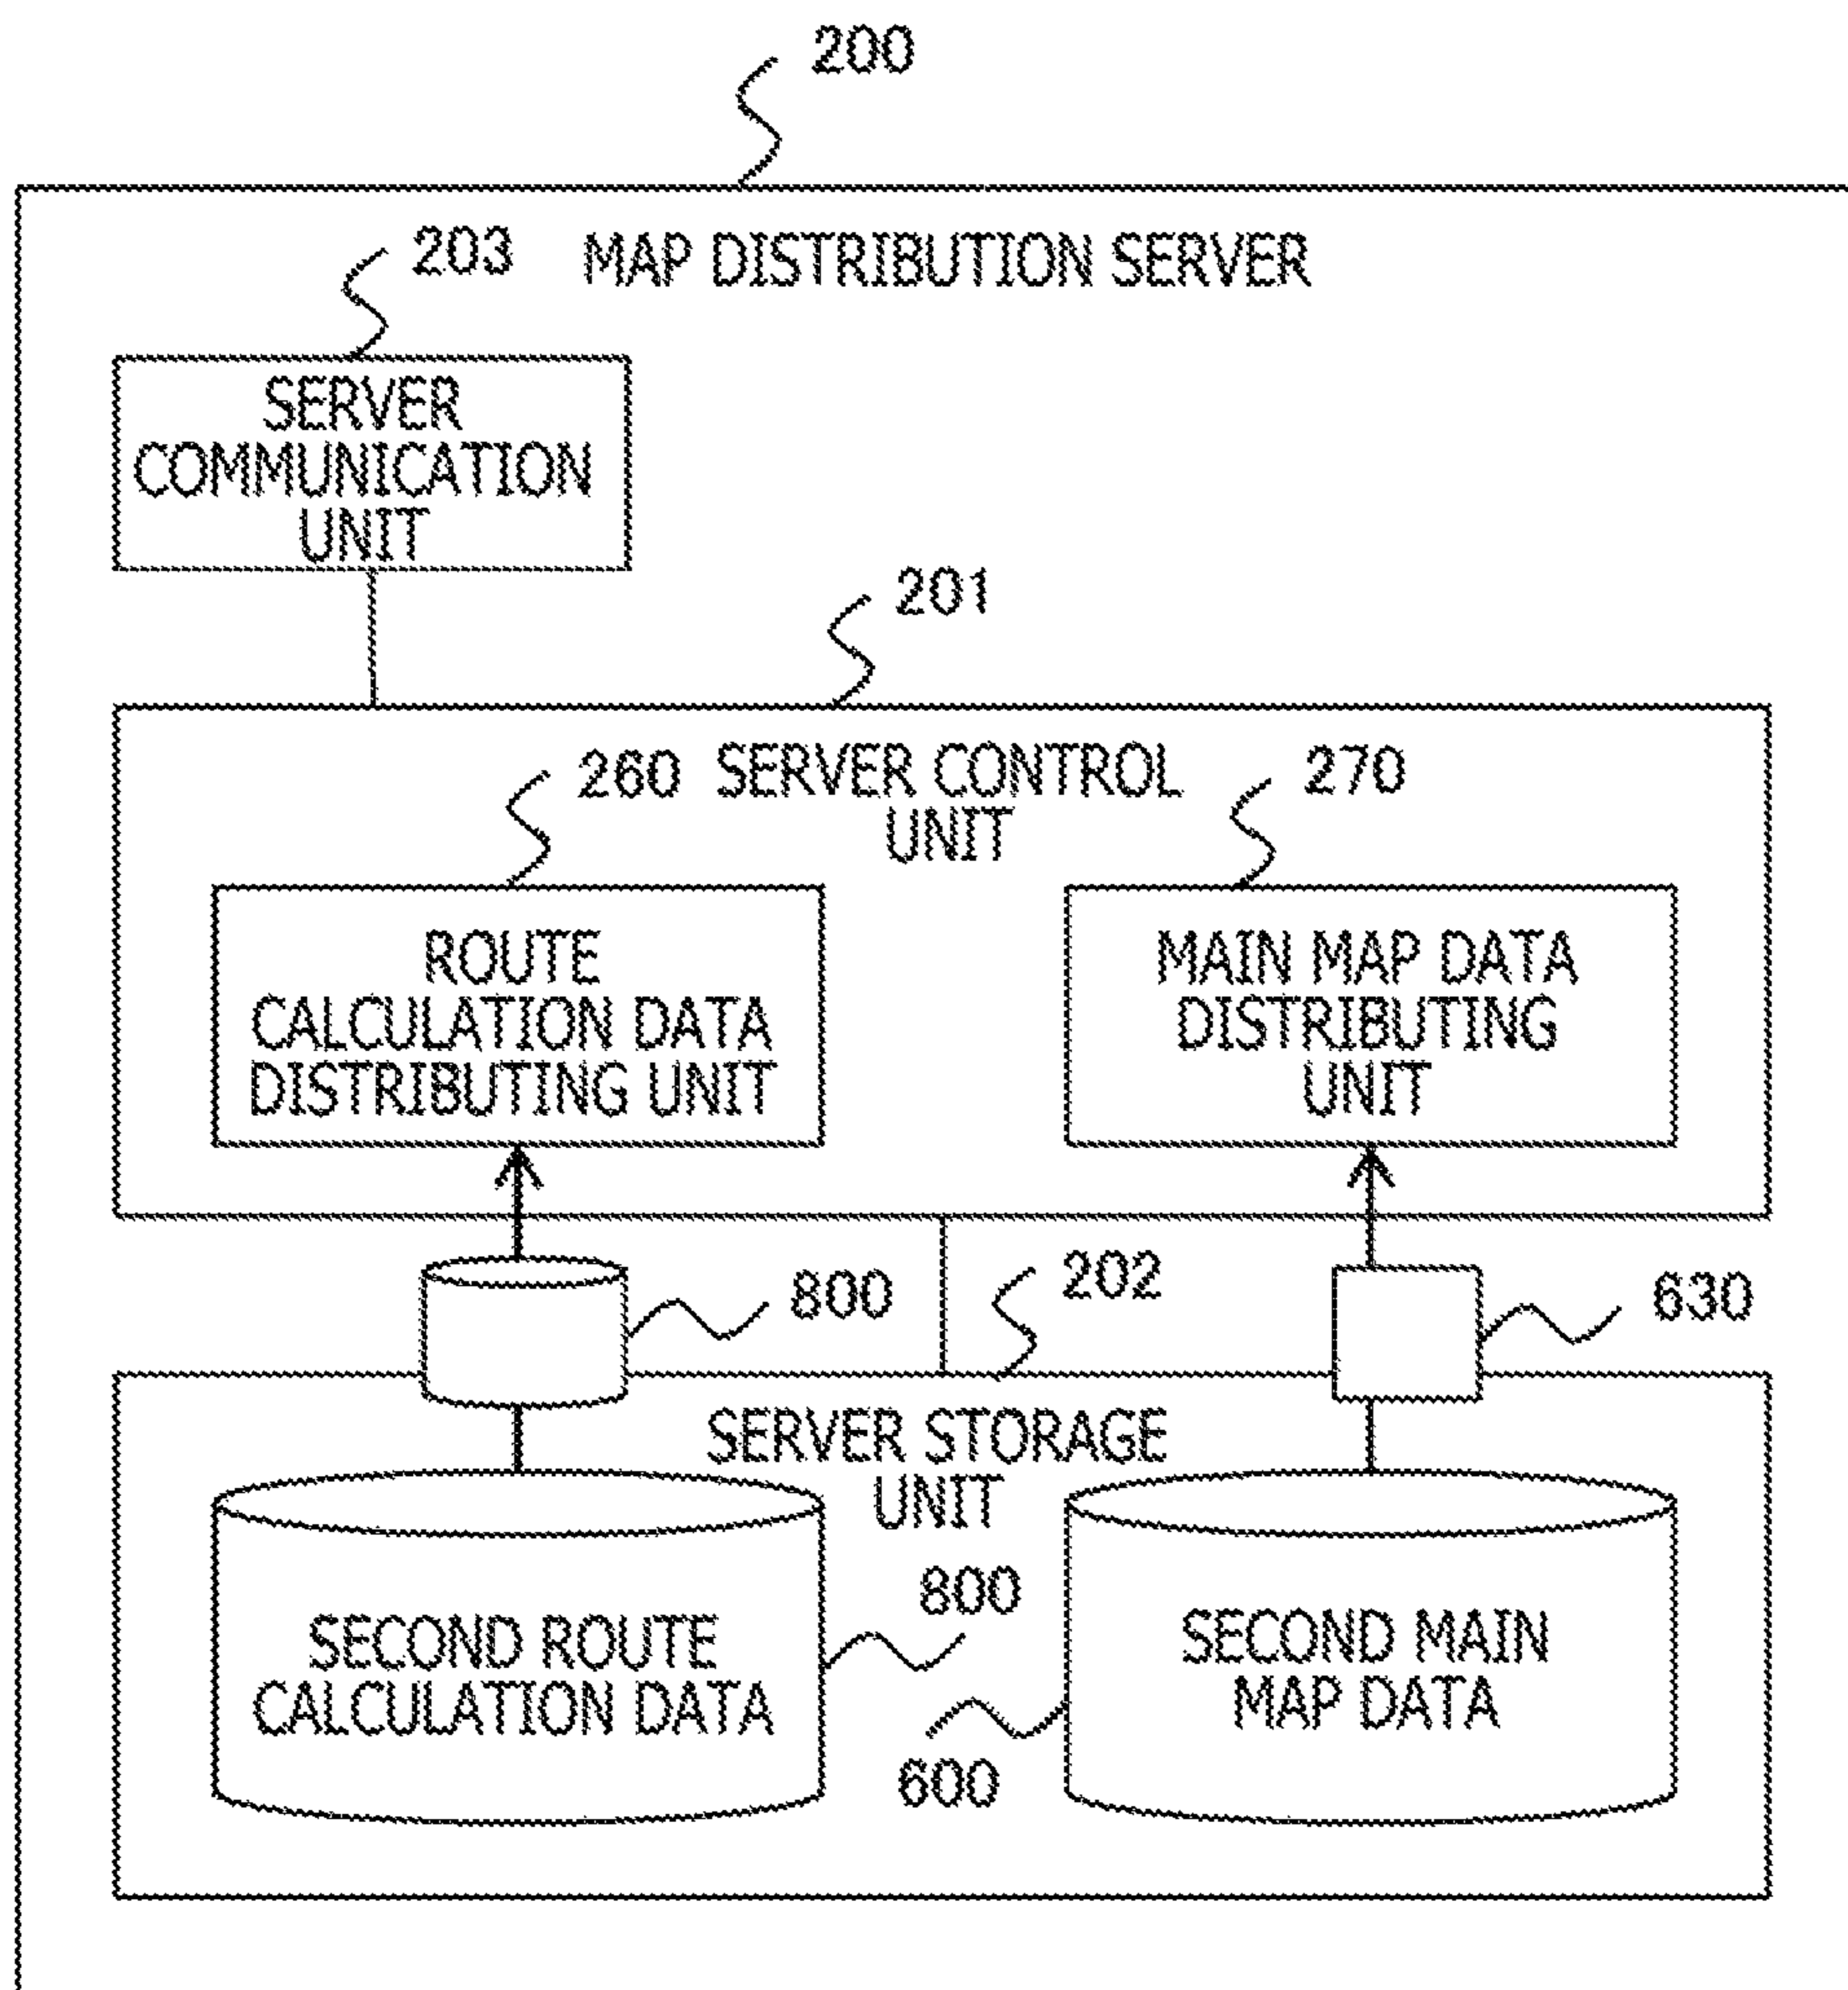 200
203
MAP DISTRIBUTION SERVER
SERVER
COMMUNICATION
UNIT
201
260
SERVER CONTROL
UNIT
270
ROUTE
CALCULATION DATA
DISTRIBUTING UNIT
MAIN MAP DATA
DISTRIBUTING
UNIT
800
202
630
SERVER STORAGE
UNIT
800
SECOND ROUTE
CALCULATION DATA
600
SECOND MAIN
MAP DATA